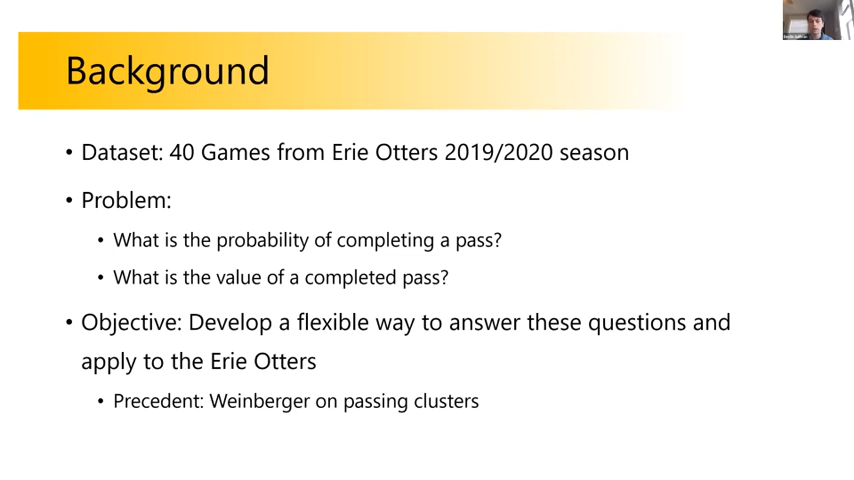 Background
• Dataset: 40 Games from Erie Otters 2019/2020 season
• Problem:
• What is the probability of completing a pass?
• What is the value of a completed pass?
• Objective: Develop a flexible way to answer these questions and
apply to the Erie Otters
• Precedent: Weinberger on passing clusters